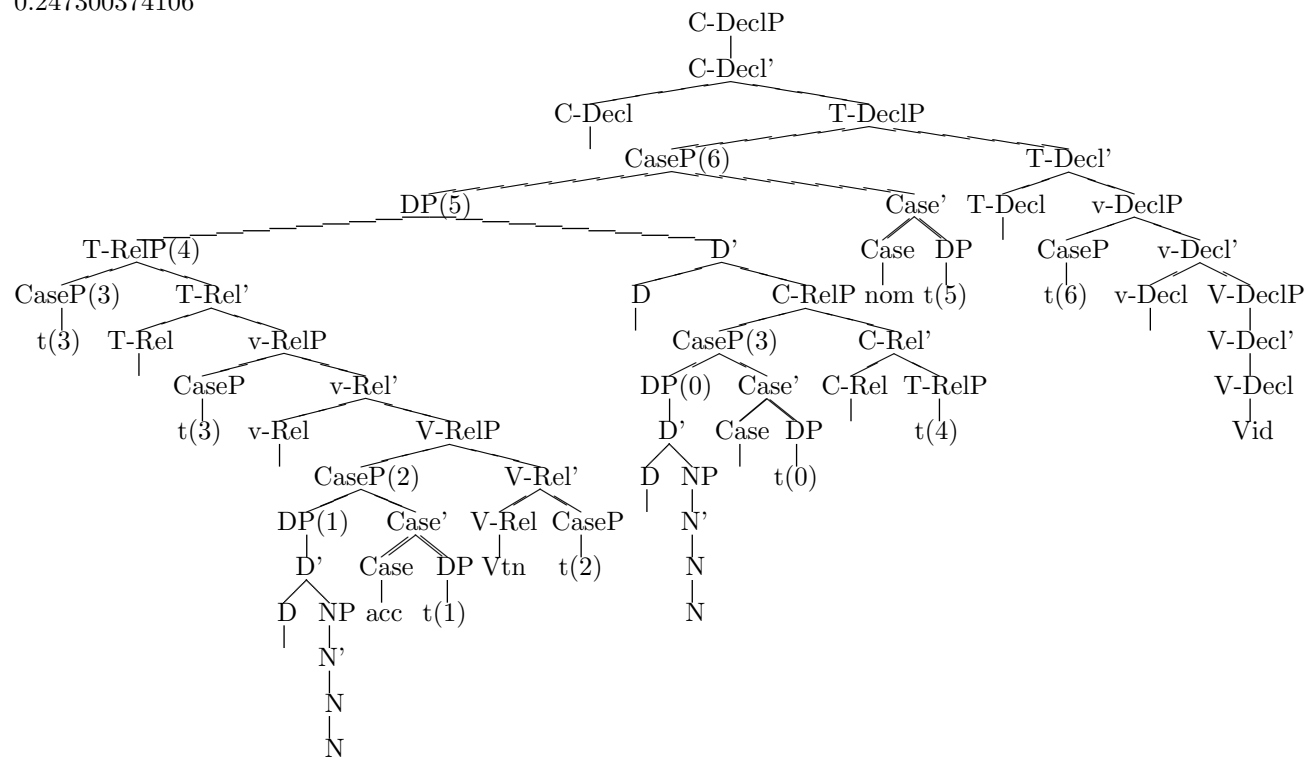 0.247300374106
C-DeclP
C-Decl'
C-Decl T-DeclP
CaseP(6) T-Decl'
DP(5) Case' T-Decl v-DeclP
T-RelP(4) D' Case DP CaseP v-Decl'
CaseP(3) T-Rel' D C-RelP nom t(5) t(6) v-Decl V-DeclP
t(3) T-Rel v-RelP CaseP(3) C-Rel' V-Decl'
CaseP v-Rel' DP(0) Case' C-Rel T-RelP V-Decl
t(3) v-Rel V-RelP D' Case DP t(4) Vid
CaseP(2) V-Rel' D NP t(0)
DP(1) Case' V-Rel CaseP N'
D' Case DP Vtn t(2) N
D NP acc t(1) N
N'
N
N